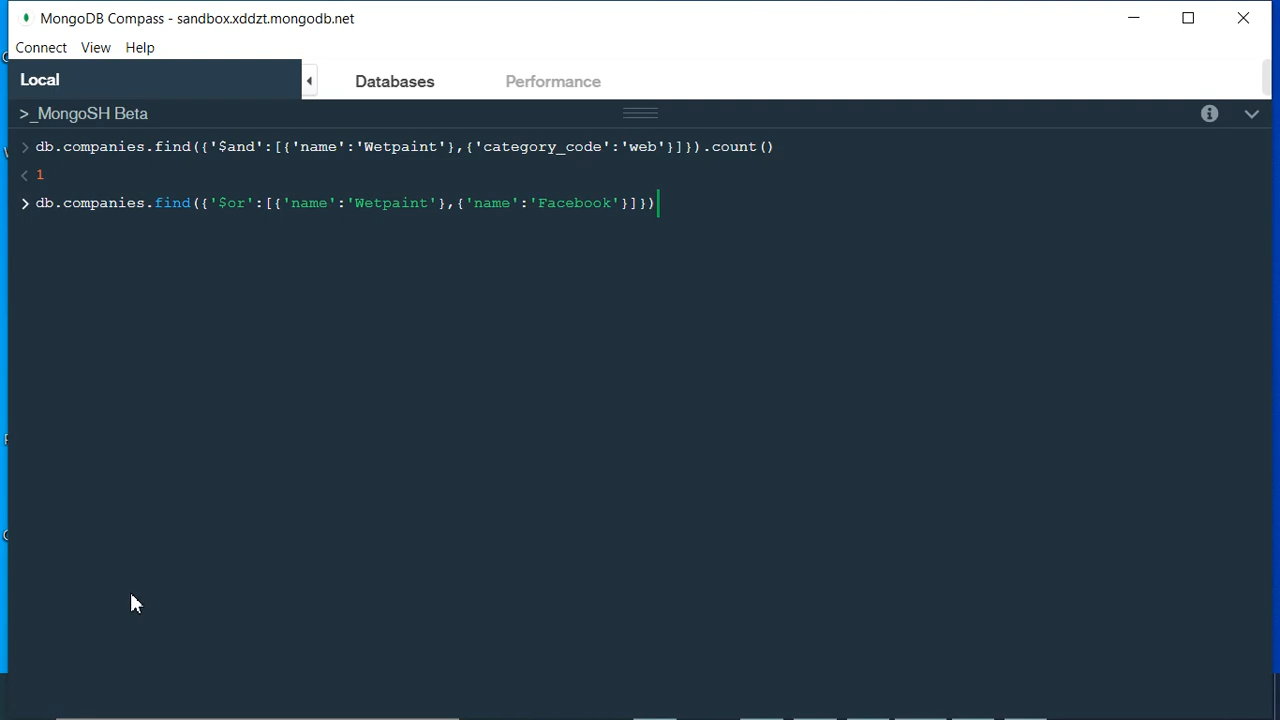 MongoDB Compass - sandbox.xddzt.mongodb.net
Connect View Help
Local Databases Performance
>_MongoSH Beta
> db.companies.find({'$and':[{'name':'Wetpaint'},{'category_code':'web'}]}).count()
< 1
> db.companies.find({'$or':[{'name':'Wetpaint'},{'name':'Facebook'}]})